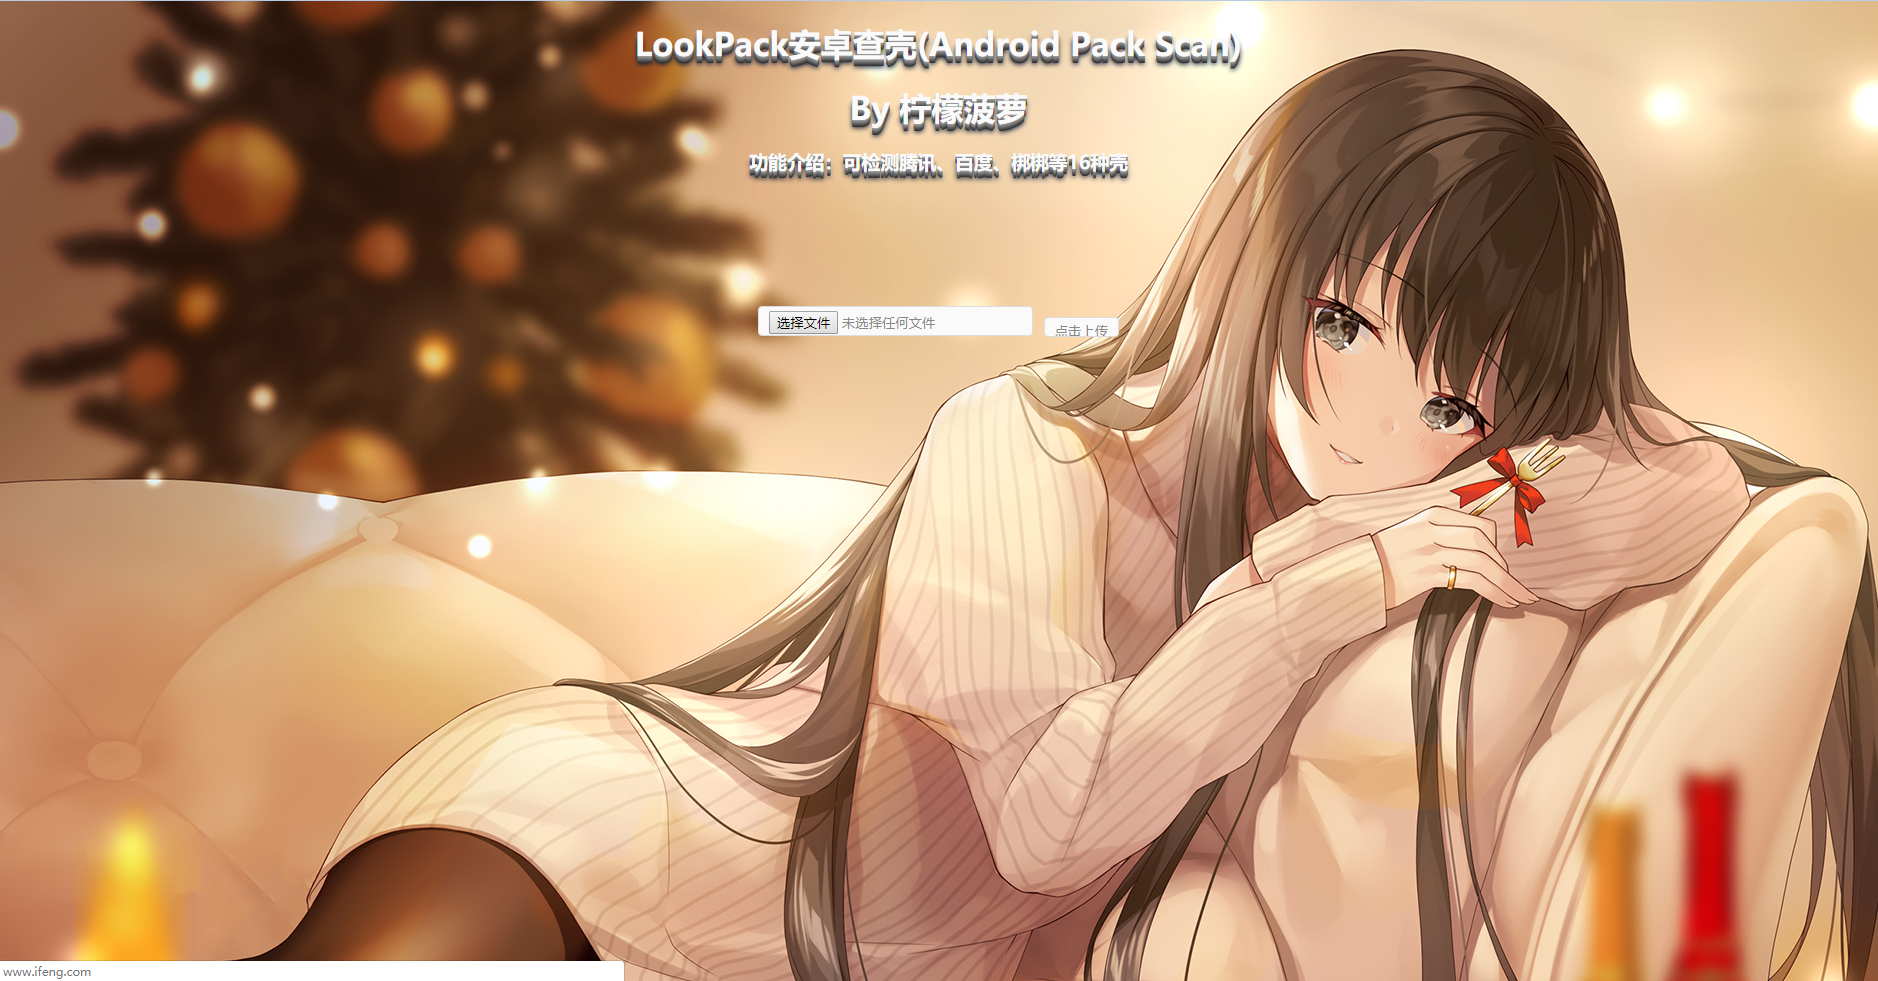 LookPack安卓查壳(Android Pack Scan)
By 柠檬菠萝
功能介绍：可检测腾讯、百度、梆梆等16种壳
选择文件 未选择任何文件 点击上传
www.ifeng.com